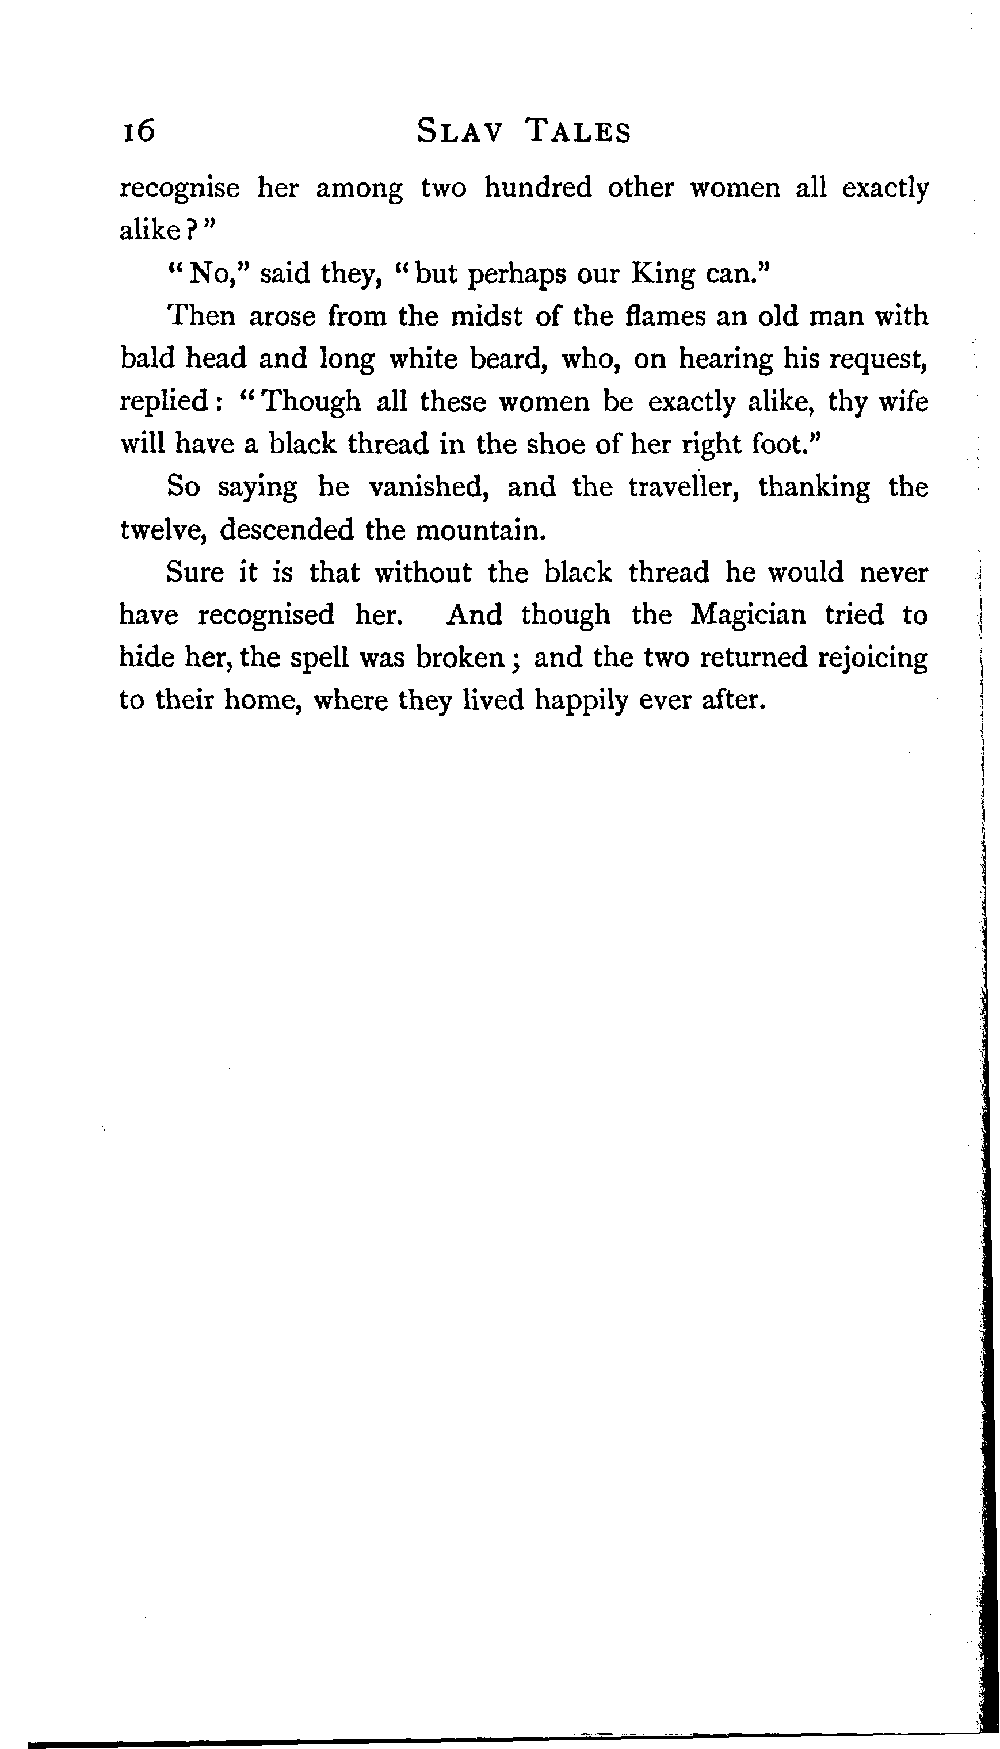 16 SLAV TALES
recognise her among two hundred other women all exactly
alike?"
"No," said they, "but perhaps our King can."
Then arose from the midst of the flames an old man with
bald head and long white beard, who, on hearing his request,
replied: "Though all these women be exactly alike, thy wife
will have a black thread in the shoe of her right foot."
So saying he vanished, and the traveller, thanking the
twelve, descended the mountain.
Sure it is that without the black thread he would never
have recognised her. And though the Magician tried to
hide her, the spell was broken; and the two returned rejoicing
to their home, where they lived happily ever after.